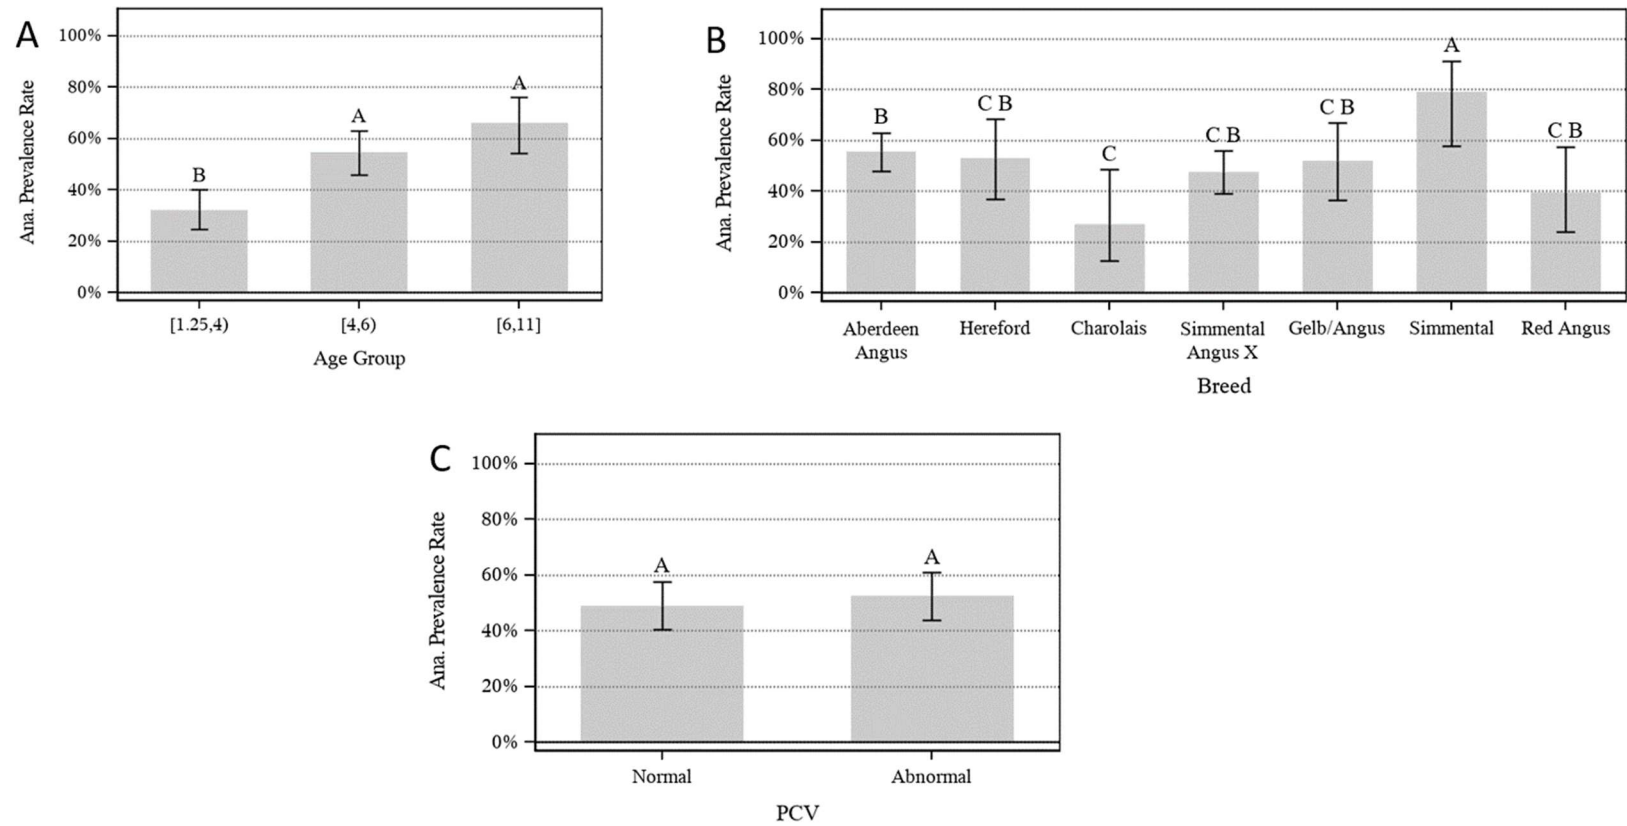 A
Ana. Prevalence Rate
100%
80%
60%
40%
20%
0%
B
A
A
[1.25,4)
[4,6)
[6,11]
Age Group
B
Ana. Prevalence Rate
100%
80%
60%
40%
20%
0%
B
C B
C
C B
C B
A
C B
Aberdeen
Angus
Hereford
Charolais
Simmental
Angus X
Gelb/Angus
Simmental
Red Angus
Breed
C
Ana. Prevalence Rate
100%
80%
60%
40%
20%
0%
A
A
Normal
Abnormal
PCV